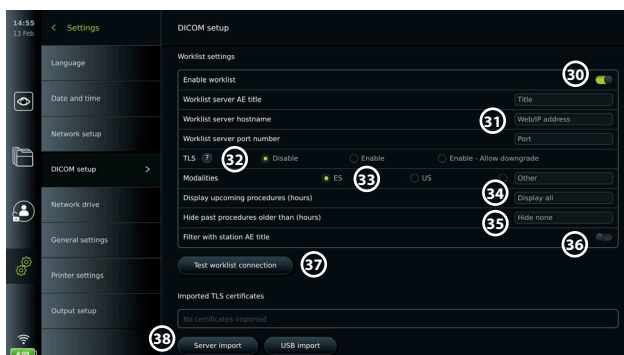 14:55
13 Feb
< Settings
DICOM setup
Language
Date and time
Network setup
DICOM setup >
Network drive
General settings
Printer settings
Output setup
4:09
Worklist settings
Enable worklist 30
Worklist server AE title Title
Worklist server hostname 31 Web/IP address
Worklist server port number Port
TLS ? 32 Disable Enable Enable - Allow downgrade
Modalities ES 33 US Other
Display upcoming procedures (hours) 34 Display all
Hide past procedures older than (hours) 35 Hide none
Filter with station AE title 36
Test worklist connection 37
Imported TLS certificates
No certificates imported
38 Server import USB import